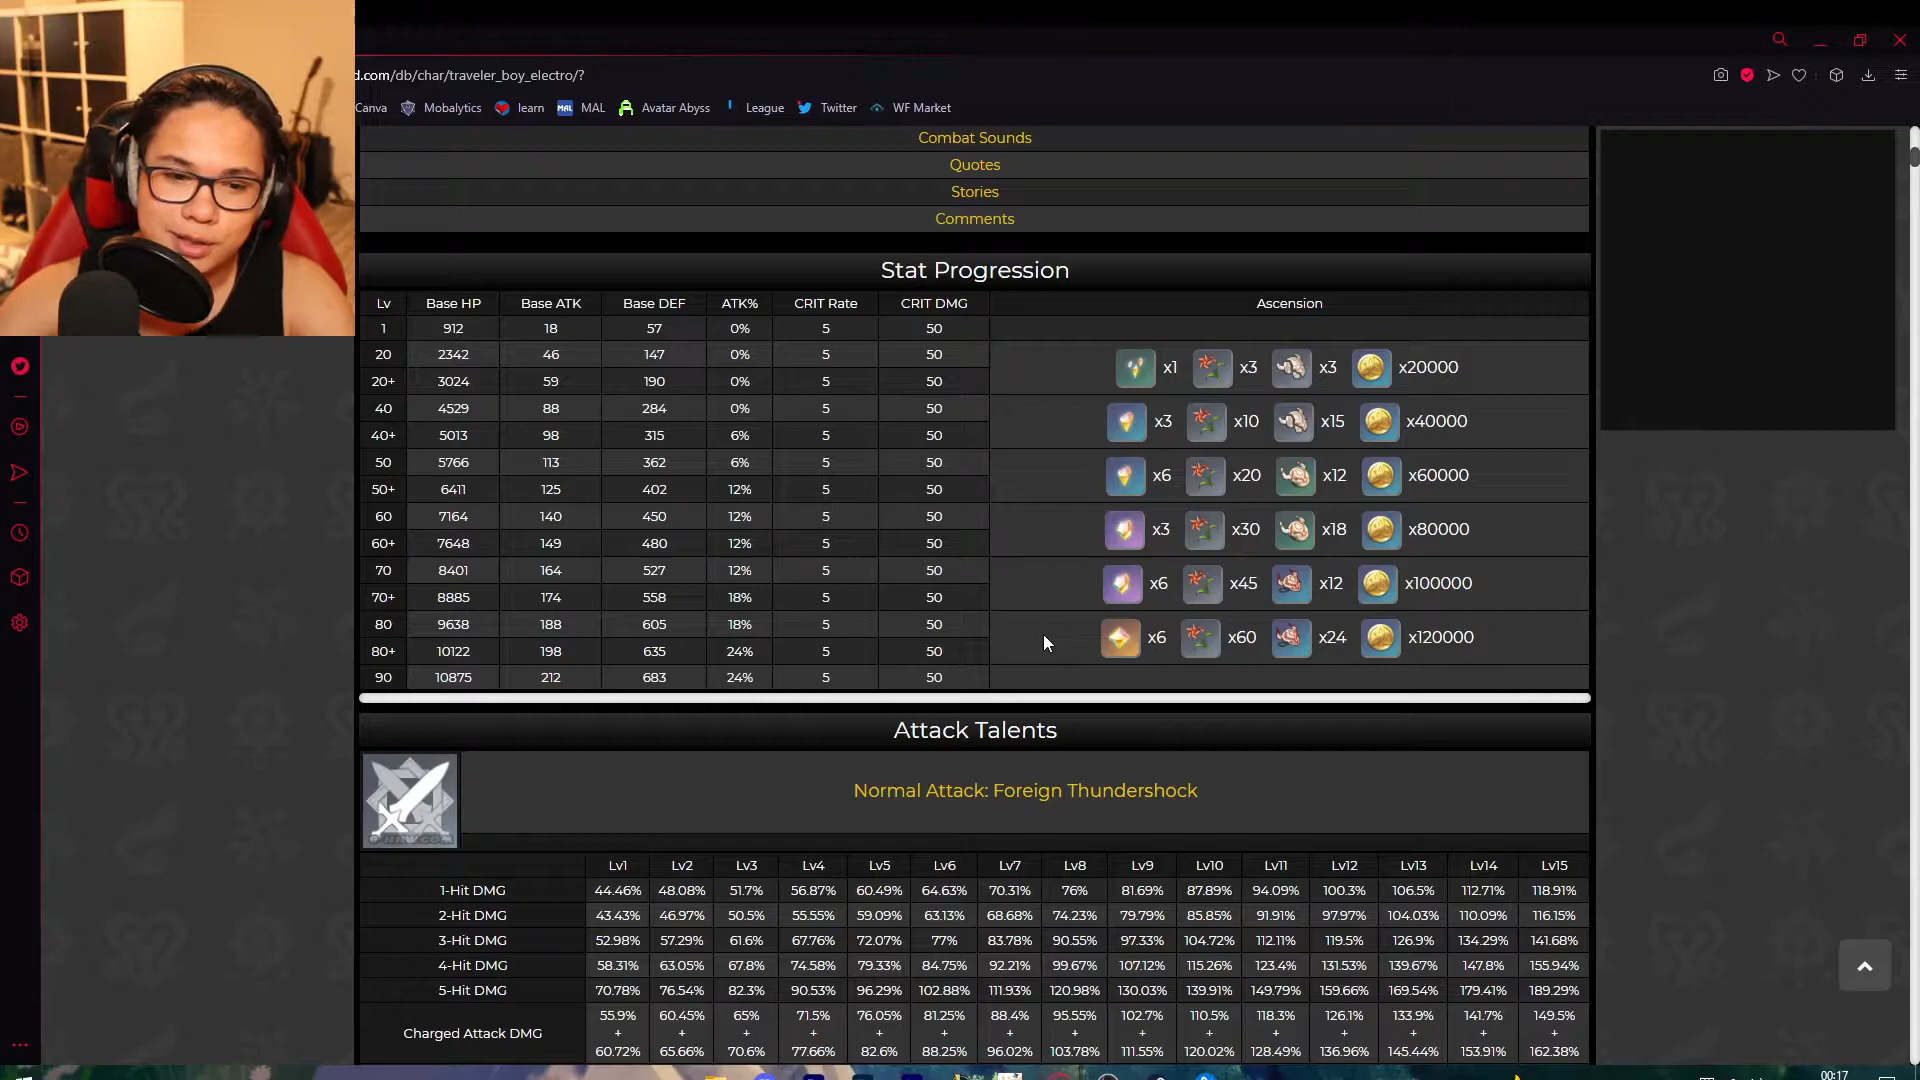 d.com/db/char/traveler_boy_electro/?
Canva Mobalytics learn MAL MAL Avatar Abyss League Twitter WF Market
Combat Sounds
Quotes
Stories
Comments
Stat Progression
Lv Base HP Base ATK Base DEF ATK% CRIT Rate CRIT DMG Ascension
1 912 18 57 0% 5 50
20 2342 46 147 0% 5 50
x1 x3 x3 x20000
20+ 3024 59 190 0% 5 50
40 4529 88 284 0% 5 50
x3 x10 x15 x40000
40+ 5013 98 315 6% 5 50
50 5766 113 362 6% 5 50
x6 x20 x12 x60000
50+ 6411 125 402 12% 5 50
60 7164 140 450 12% 5 50
x3 x30 x18 x80000
60+ 7648 149 480 12% 5 50
70 8401 164 527 12% 5 50
x6 x45 x12 x100000
70+ 8885 174 558 18% 5 50
80 9638 188 605 18% 5 50
x6 x60 x24 x120000
80+ 10122 198 635 24% 5 50
90 10875 212 683 24% 5 50
Attack Talents
Normal Attack: Foreign Thundershock
Lv1 Lv2 Lv3 Lv4 Lv5 Lv6 Lv7 Lv8 Lv9 Lv10 Lv11 Lv12 Lv13 Lv14 Lv15
1-Hit DMG 44.46% 48.08% 51.7% 56.87% 60.49% 64.63% 70.31% 76% 81.69% 87.89% 94.09% 100.3% 106.5% 112.71% 118.91%
2-Hit DMG 43.43% 46.97% 50.5% 55.55% 59.09% 63.13% 68.68% 74.23% 79.79% 85.85% 91.91% 97.97% 104.03% 110.09% 116.15%
3-Hit DMG 52.98% 57.29% 61.6% 67.76% 72.07% 77% 83.78% 90.55% 97.33% 104.72% 112.11% 119.5% 126.9% 134.29% 141.68%
4-Hit DMG 58.31% 63.05% 67.8% 74.58% 79.33% 84.75% 92.21% 99.67% 107.12% 115.26% 123.4% 131.53% 139.67% 147.8% 155.94%
5-Hit DMG 70.78% 76.54% 82.3% 90.53% 96.29% 102.88% 111.93% 120.98% 130.03% 139.91% 149.79% 159.66% 169.54% 179.41% 189.29%
55.9% 60.45% 65% 71.5% 76.05% 81.25% 88.4% 95.55% 102.7% 110.5% 118.3% 126.1% 133.9% 141.7% 149.5%
Charged Attack DMG + + + + + + + + + + + + + + +
60.72% 65.66% 70.6% 77.66% 82.6% 88.25% 96.02% 103.78% 111.55% 120.02% 128.49% 136.96% 145.44% 153.91% 162.38%
00:17